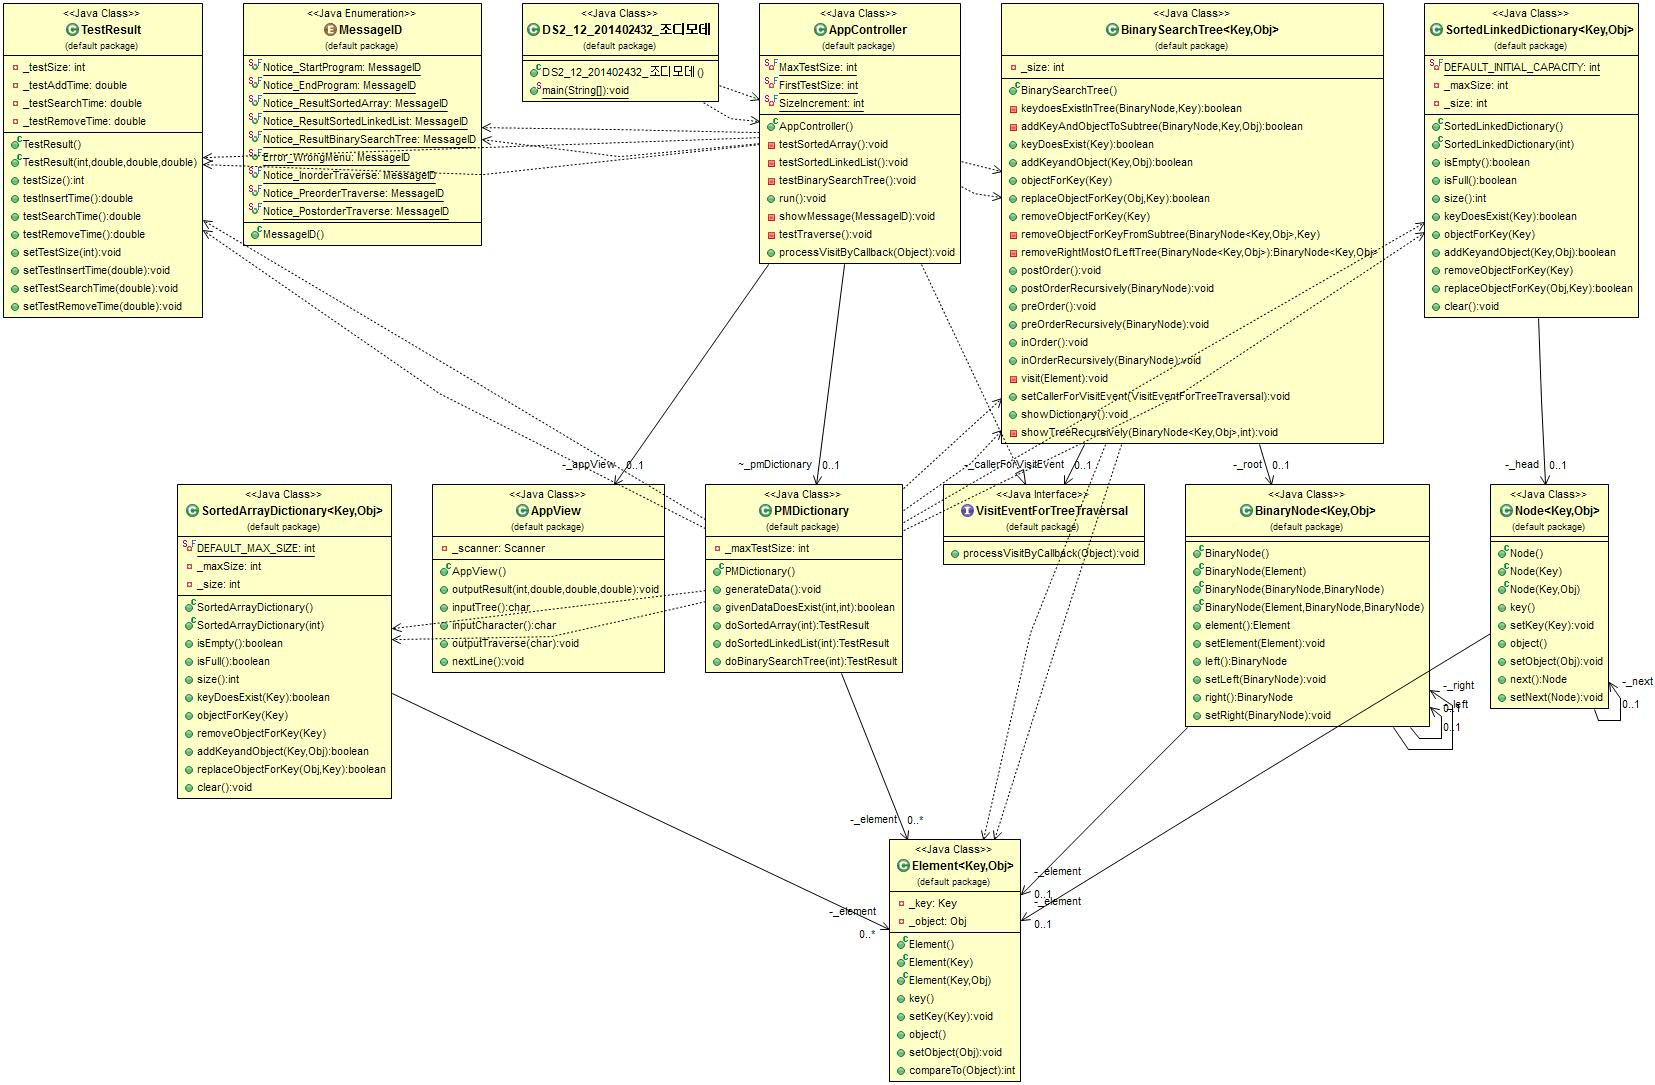 <<Java Class>>
TestResult
(default package)
_testSize: int
_testAddTime: double
_testSearchTime: double
_testRemoveTime: double
TestResult()
TestResult(int,double,double,double)
testSize():int
testInsertTime():double
testSearchTime():double
testRemoveTime():double
setTestSize(int):void
setTestInsertTime(double):void
setTestSearchTime(double):void
setTestRemoveTime(double):void
<<Java Enumeration>>
MessageID
(default package)
Notice_StartProgram: MessageID
Notice_EndProgram: MessageID
Notice_ResultSortedArray: MessageID
Notice_ResultSortedLinkedList: MessageID
Notice_ResultBinarySearchTree: MessageID
Error_WrongMenu: MessageID
Notice_InorderTraverse: MessageID
Notice_PreorderTraverse: MessageID
Notice_PostorderTraverse: MessageID
MessageID()
<<Java Class>>
DS2_12_201402432_조디모데
(default package)
DS2_12_201402432_조디모데()
main(String[]):void
<<Java Class>>
AppController
(default package)
MaxTestSize: int
FirstTestSize: int
SizeIncrement: int
AppController()
testSortedArray():void
testSortedLinkedList():void
testBinarySearchTree():void
run():void
showMessage(MessageID):void
testTraverse():void
processVisitByCallback(Object):void
<<Java Class>>
BinarySearchTree<Key,Obj>
(default package)
_size: int
BinarySearchTree()
keydoesExistInTree(BinaryNode,Key):boolean
addKeyAndObjectToSubtree(BinaryNode,Key,Obj):boolean
keyDoesExist(Key):boolean
addKeyandObject(Key,Obj):boolean
objectForKey(Key)
replaceObjectForKey(Obj,Key):boolean
removeObjectForKey(Key)
removeObjectForKeyFromSubtree(BinaryNode<Key,Obj>,Key)
removeRightMostOfLeftTree(BinaryNode<Key,Obj>):BinaryNode<Key,Obj>
postOrder():void
postOrderRecursively(BinaryNode):void
preOrder():void
preOrderRecursively(BinaryNode):void
inOrder():void
inOrderRecursively(BinaryNode):void
visit(Element):void
setCallerForVisitEvent(VisitEventForTreeTraversal):void
showDictionary():void
showTreeRecursively(BinaryNode<Key,Obj>,int):void
<<Java Class>>
SortedLinkedDictionary<Key,Obj>
(default package)
DEFAULT_INITIAL_CAPACITY: int
_maxSize: int
_size: int
SortedLinkedDictionary()
SortedLinkedDictionary(int)
isEmpty():boolean
isFull():boolean
size():int
keyDoesExist(Key):boolean
objectForKey(Key)
addKeyandObject(Key,Obj):boolean
removeObjectForKey(Key)
replaceObjectForKey(Obj,Key):boolean
clear():void
-_appView 0..1
~_pmDictionary 0..1
-_callerForVisitEvent 0..1
-_root 0..1
-_head 0..1
<<Java Class>>
SortedArrayDictionary<Key,Obj>
(default package)
DEFAULT_MAX_SIZE: int
_maxSize: int
_size: int
SortedArrayDictionary()
SortedArrayDictionary(int)
isEmpty():boolean
isFull():boolean
size():int
keyDoesExist(Key):boolean
objectForKey(Key)
removeObjectForKey(Key)
addKeyandObject(Key,Obj):boolean
replaceObjectForKey(Obj,Key):boolean
clear():void
<<Java Class>>
AppView
(default package)
_scanner: Scanner
AppView()
outputResult(int,double,double,double):void
inputTree():char
inputCharacter():char
outputTraverse(char):void
nextLine():void
<<Java Class>>
PMDictionary
(default package)
_maxTestSize: int
PMDictionary()
generateData():void
givenDataDoesExist(int,int):boolean
doSortedArray(int):TestResult
doSortedLinkedList(int):TestResult
doBinarySearchTree(int):TestResult
<<Java Interface>>
VisitEventForTreeTraversal
(default package)
processVisitByCallback(Object):void
<<Java Class>>
BinaryNode<Key,Obj>
(default package)
BinaryNode()
BinaryNode(Element)
BinaryNode(BinaryNode,BinaryNode)
BinaryNode(Element,BinaryNode,BinaryNode)
element():Element
setElement(Element):void
left():BinaryNode
setLeft(BinaryNode):void
right():BinaryNode
setRight(BinaryNode):void
-_right
0..1
-_left
0..1
<<Java Class>>
Node<Key,Obj>
(default package)
Node()
Node(Key)
Node(Key,Obj)
key()
setKey(Key):void
object()
setObject(Obj):void
next():Node
setNext(Node):void
-_next
0..1
-_element 0..*
-_element
0..*
-_element
0..1
-_element
0..1
<<Java Class>>
Element<Key,Obj>
(default package)
_key: Key
_object: Obj
Element()
Element(Key)
Element(Key,Obj)
key()
setKey(Key):void
object()
setObject(Obj):void
compareTo(Object):int